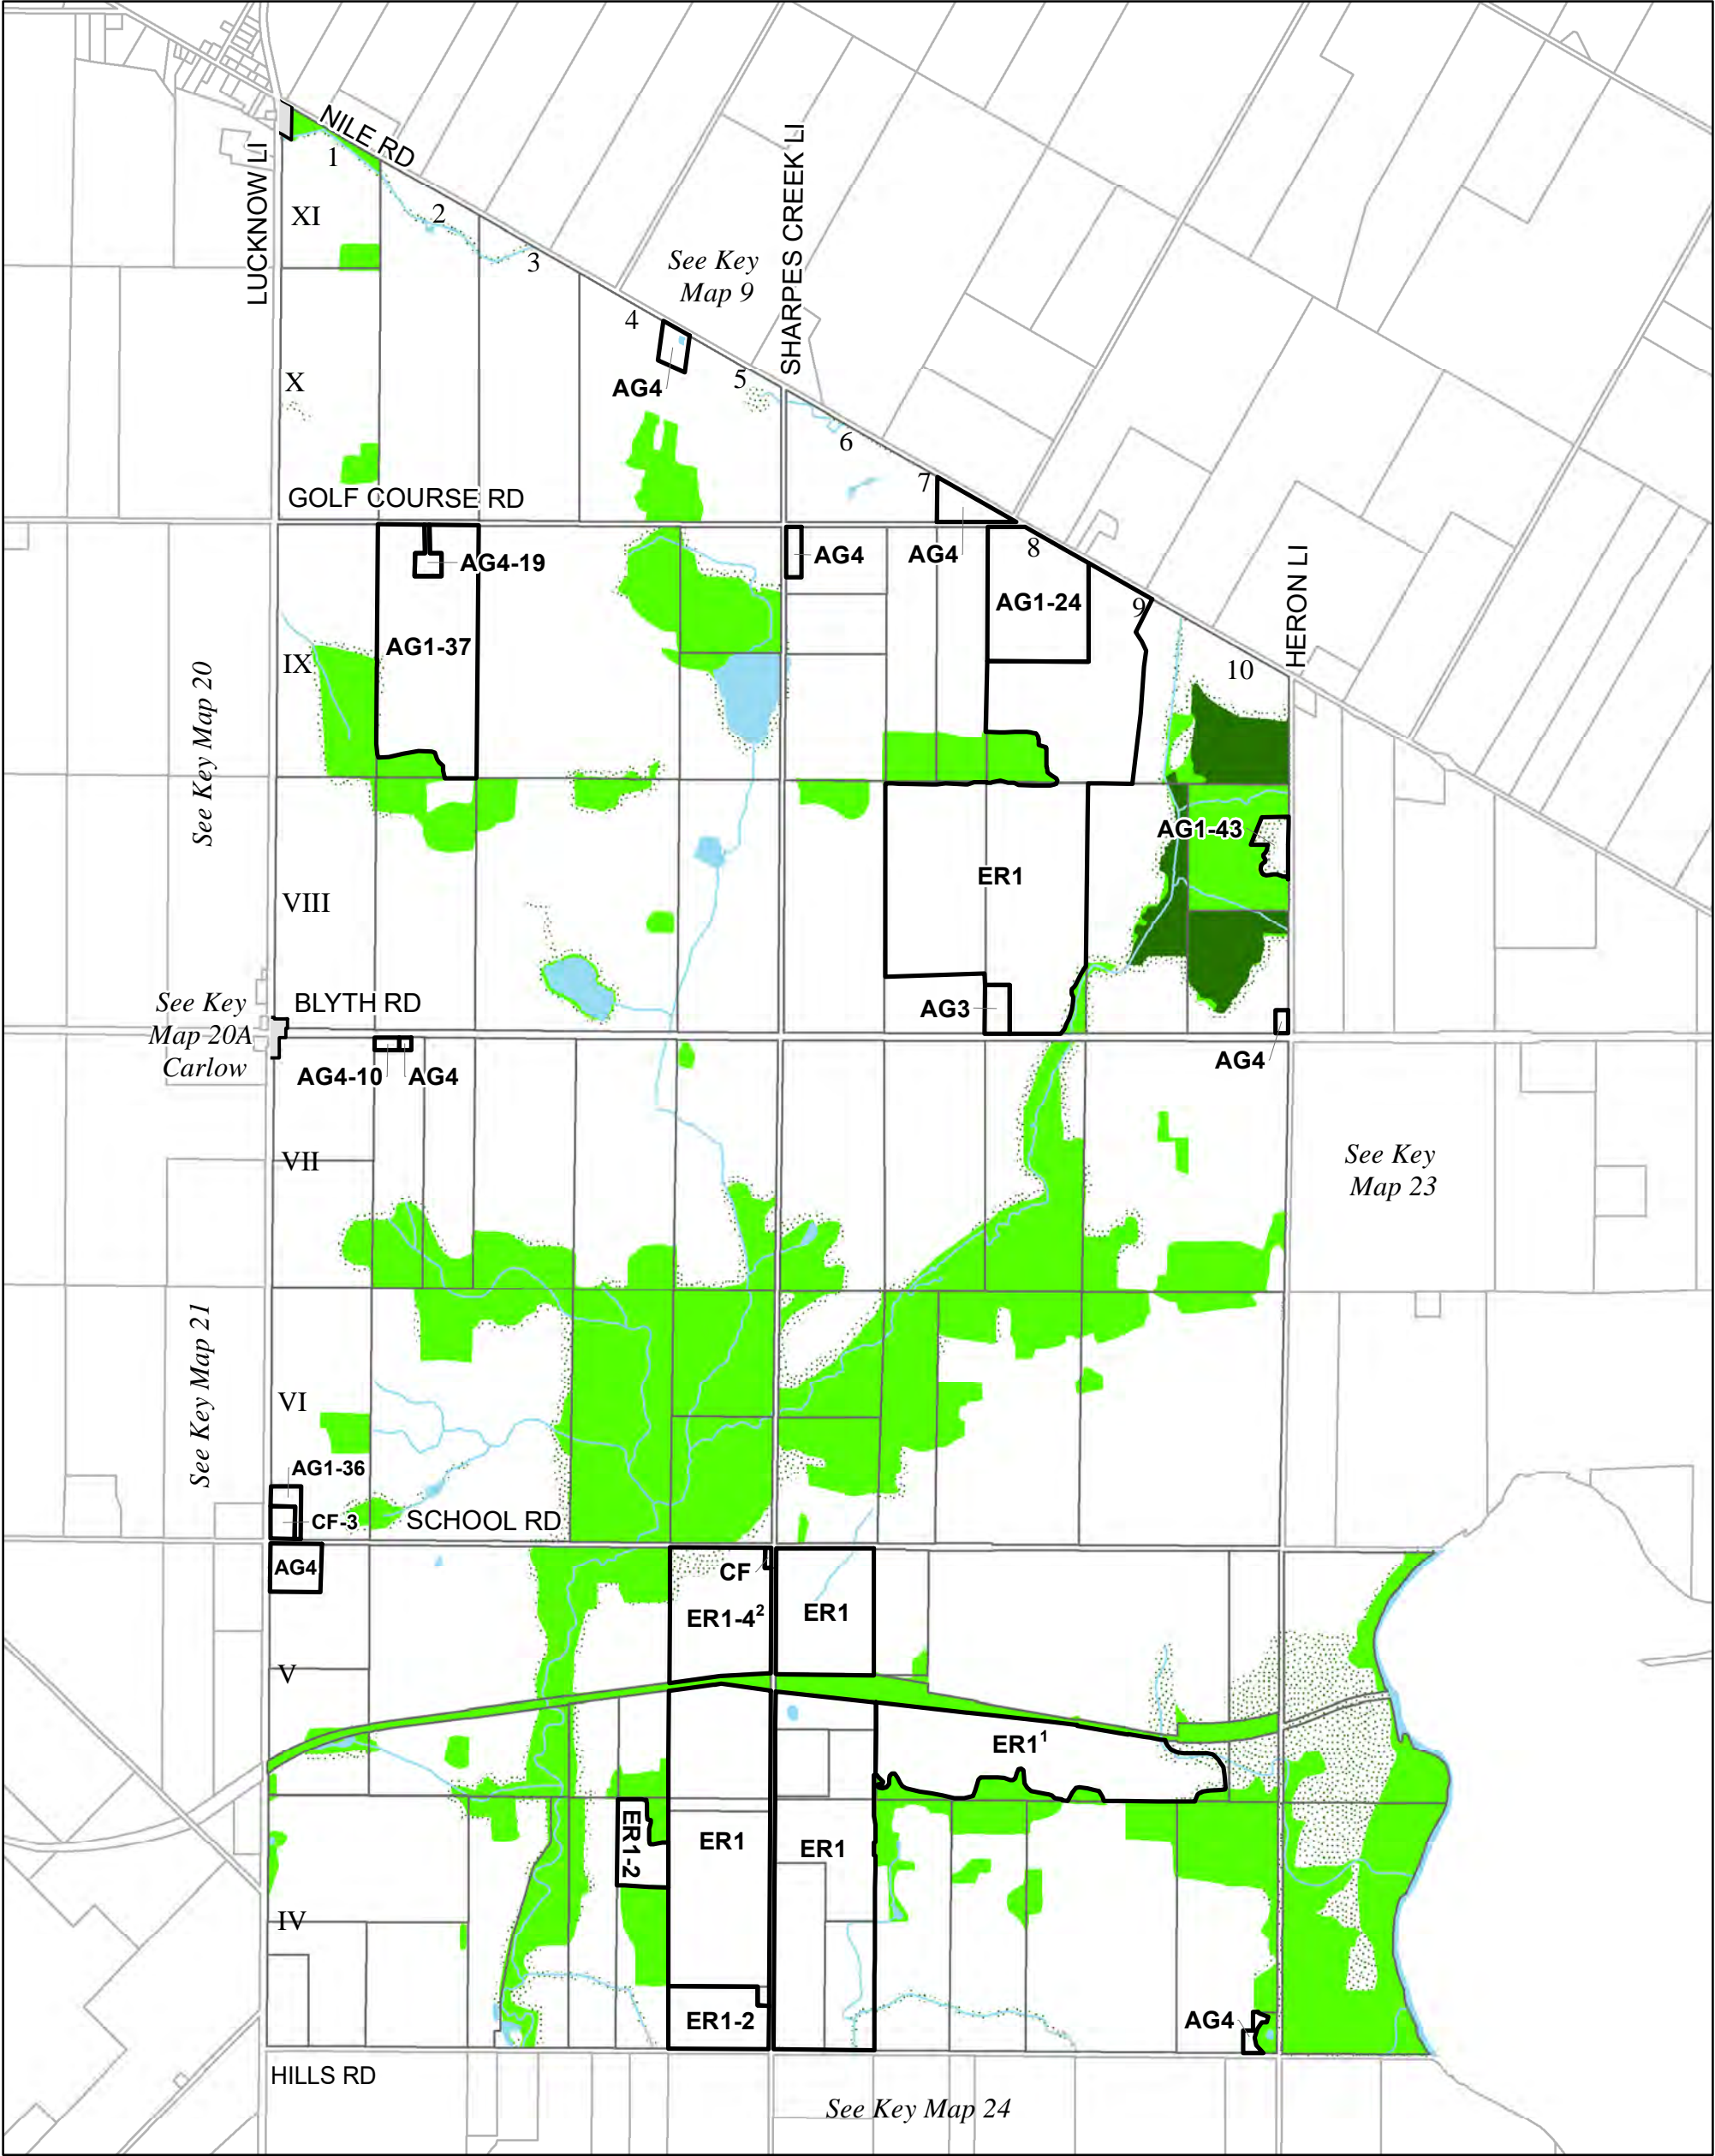 NILE RD
1
LUCKNOW LI
XI
2
3
See Key
Map 9
SHARPES CREEK LI
4
AG4
5
X
6
7
GOLF COURSE RD
AG4-19
AG4
AG4
8
HERON LI
AG1-24
9
AG1-37
IX
10
See Key Map 20
AG1-43
ER1
VIII
See Key
Map 20A
Carlow
BLYTH RD
AG3
AG4
AG4-10
AG4
VII
See Key
Map 23
See Key Map 21
VI
AG1-36
CF-3
SCHOOL RD
AG4
CF
ER1-4²
ER1
V
ER1¹
ER1-2
ER1
ER1
IV
ER1-2
AG4
HILLS RD
See Key Map 24